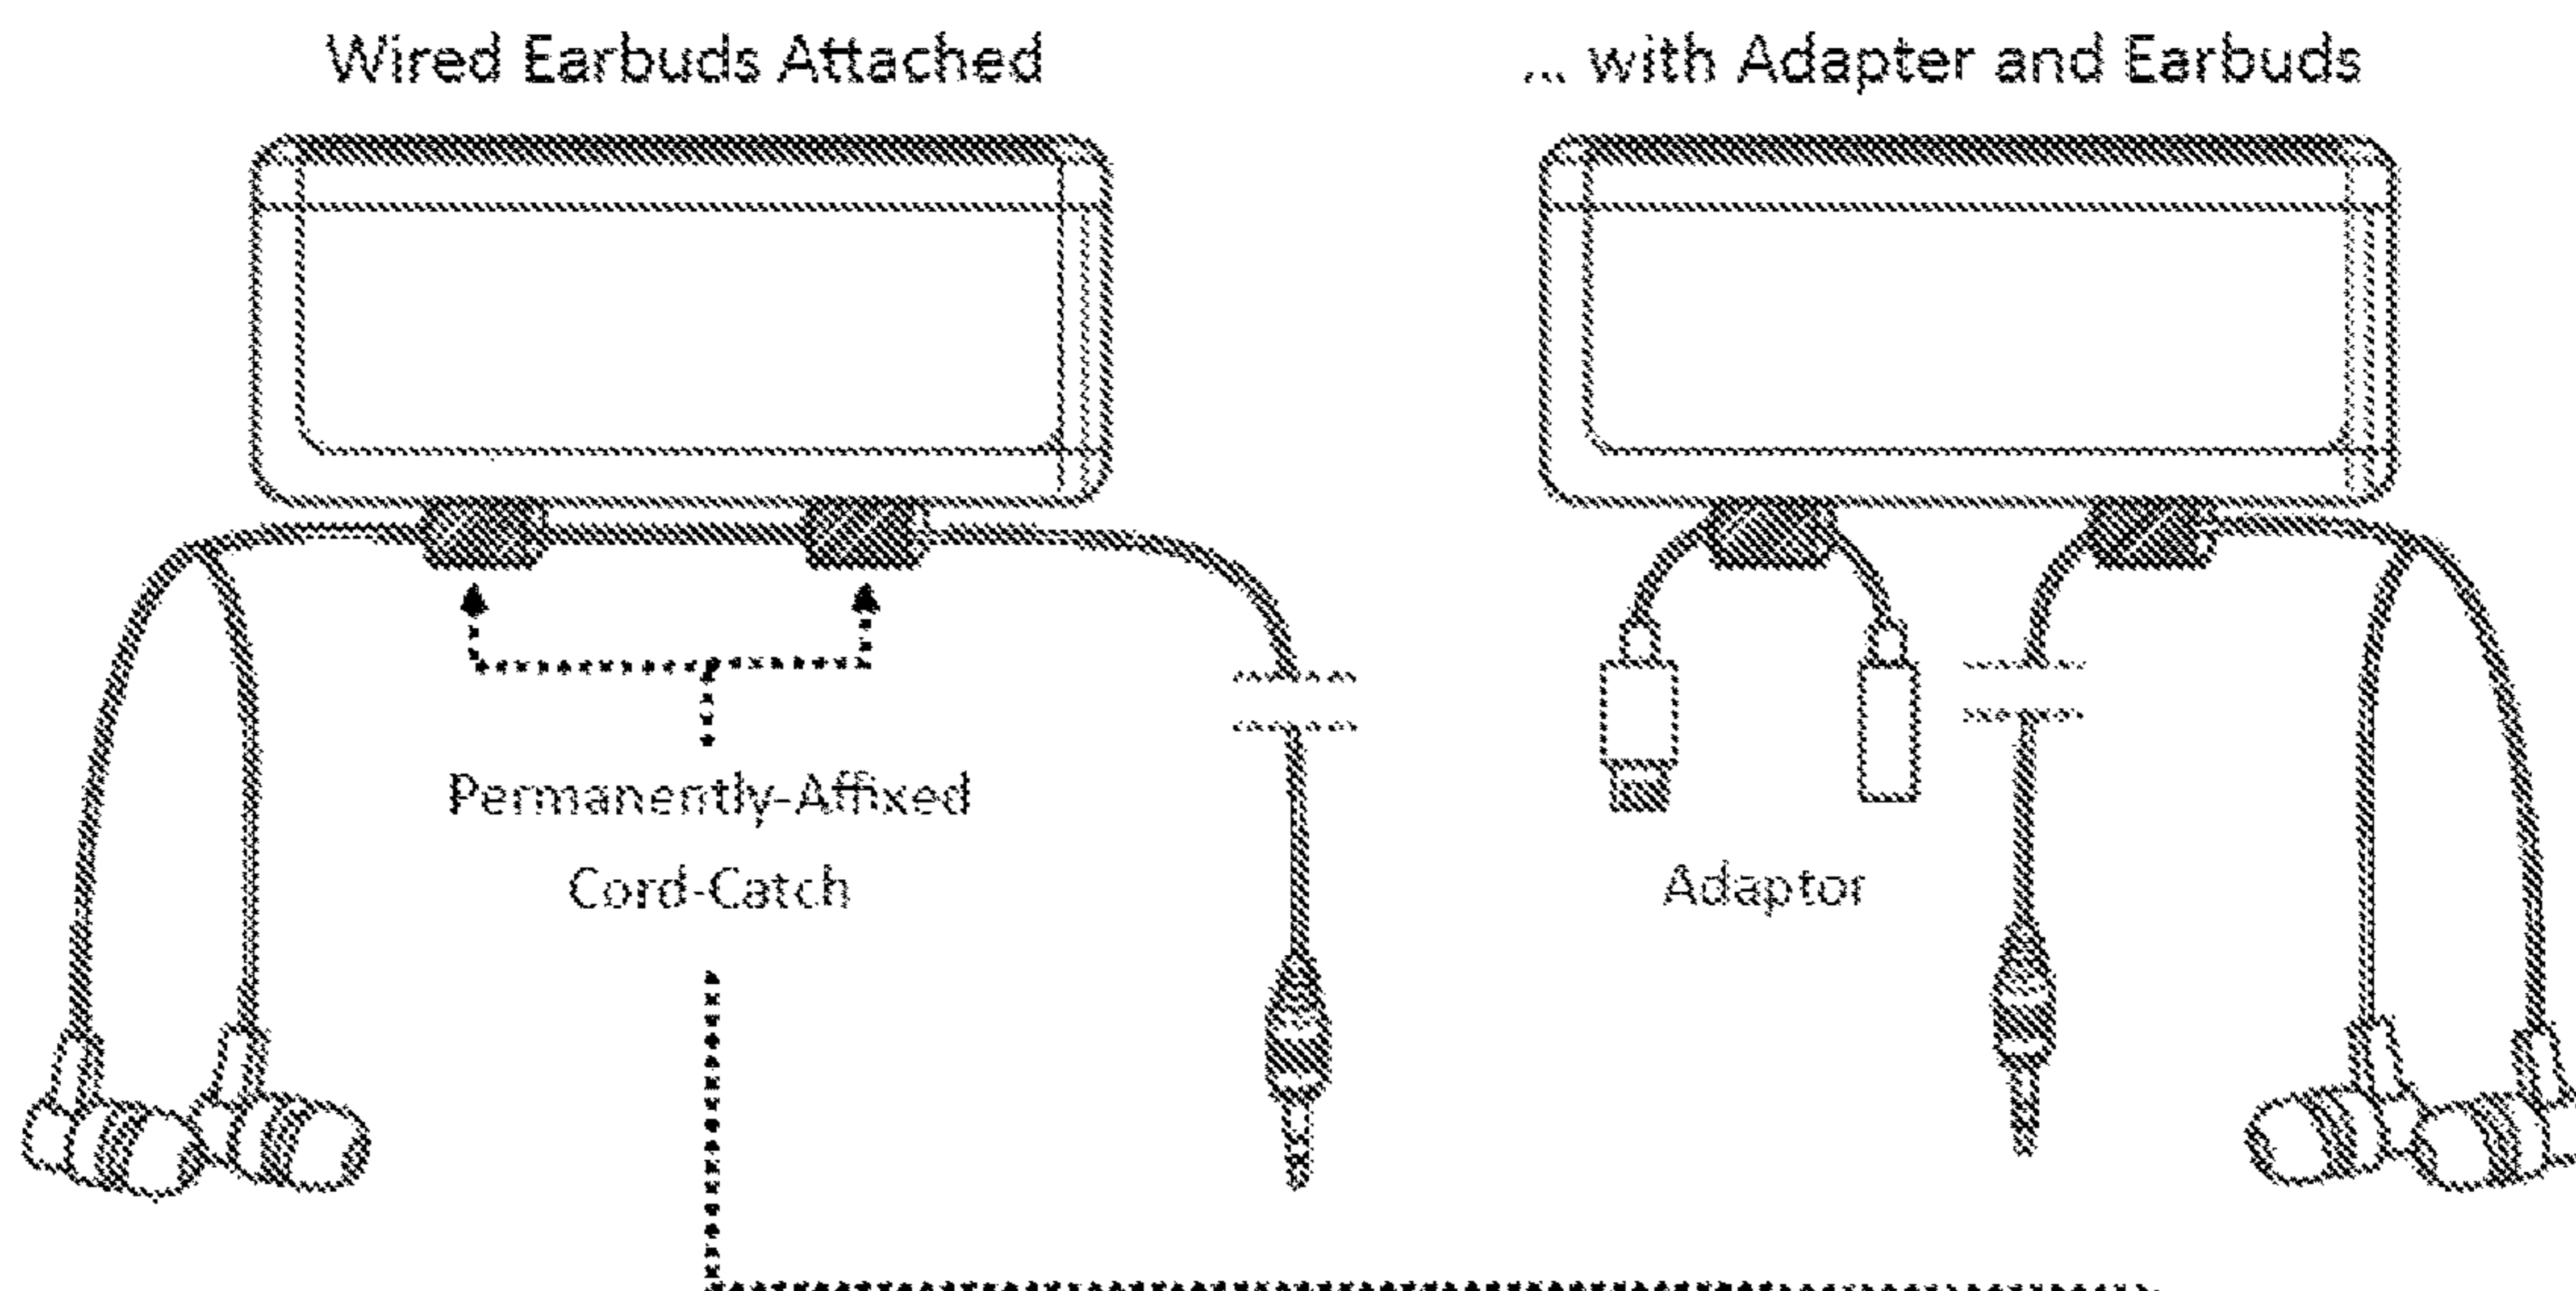 Wired Earbuds Attached
... with Adapter and Earbuds
Permanently-Affixed
Cord-Catch
Adaptor